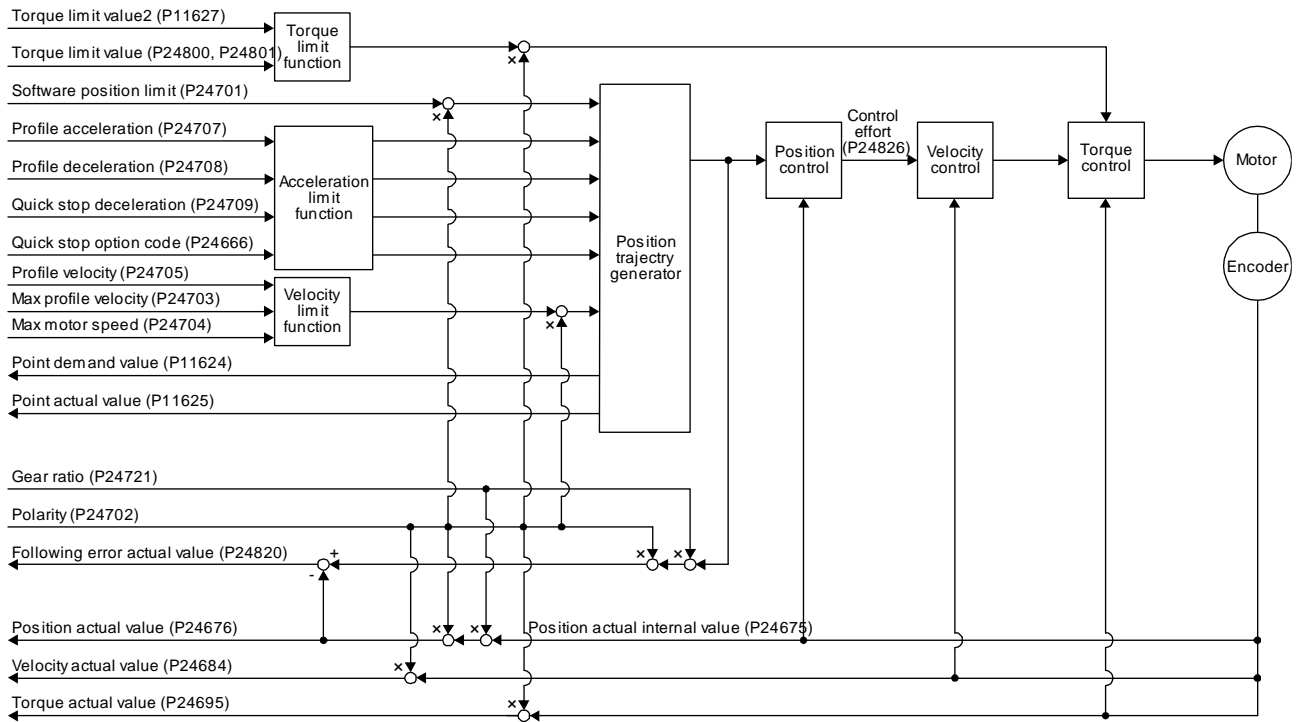 Torque limit value2 (P11627)
Torque limit value (P24800, P24801)
Torque
limit
function
×
Software position limit (P24701)
×
Profile acceleration (P24707)
Profile deceleration (P24708)
Quick stop deceleration (P24709)
Quick stop option code (P24666)
Acceleration
limit
function
Profile velocity (P24705)
Max profile velocity (P24703)
Max motor speed (P24704)
Velocity
limit
function
×
Position
trajectry
generator
Position
control
Control
effort
(P24826)
Velocity
control
Torque
control
Motor
Encoder
Point demand value (P11624)
Point actual value (P11625)
Gear ratio (P24721)
Polarity (P24702)
Following error actual value (P24820)
+
-
×
×
Position actual value (P24676)
×
×
Position actual internal value (P24675)
Velocity actual value (P24684)
×
Torque actual value (P24695)
×